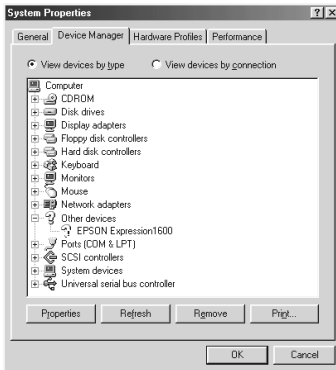 System Properties
General Device Manager Hardware Profiles Performance
View devices by type View devices by connection
Computer
CDROM
Disk drives
Display adapters
Floppy disk controllers
Hard disk controllers
Keyboard
Monitors
Mouse
Network adapters
Other devices
EPSON Expression1600
Ports (COM & LPT)
SCSI controllers
System devices
Universal serial bus controller
Properties Refresh Remove Print...
OK Cancel